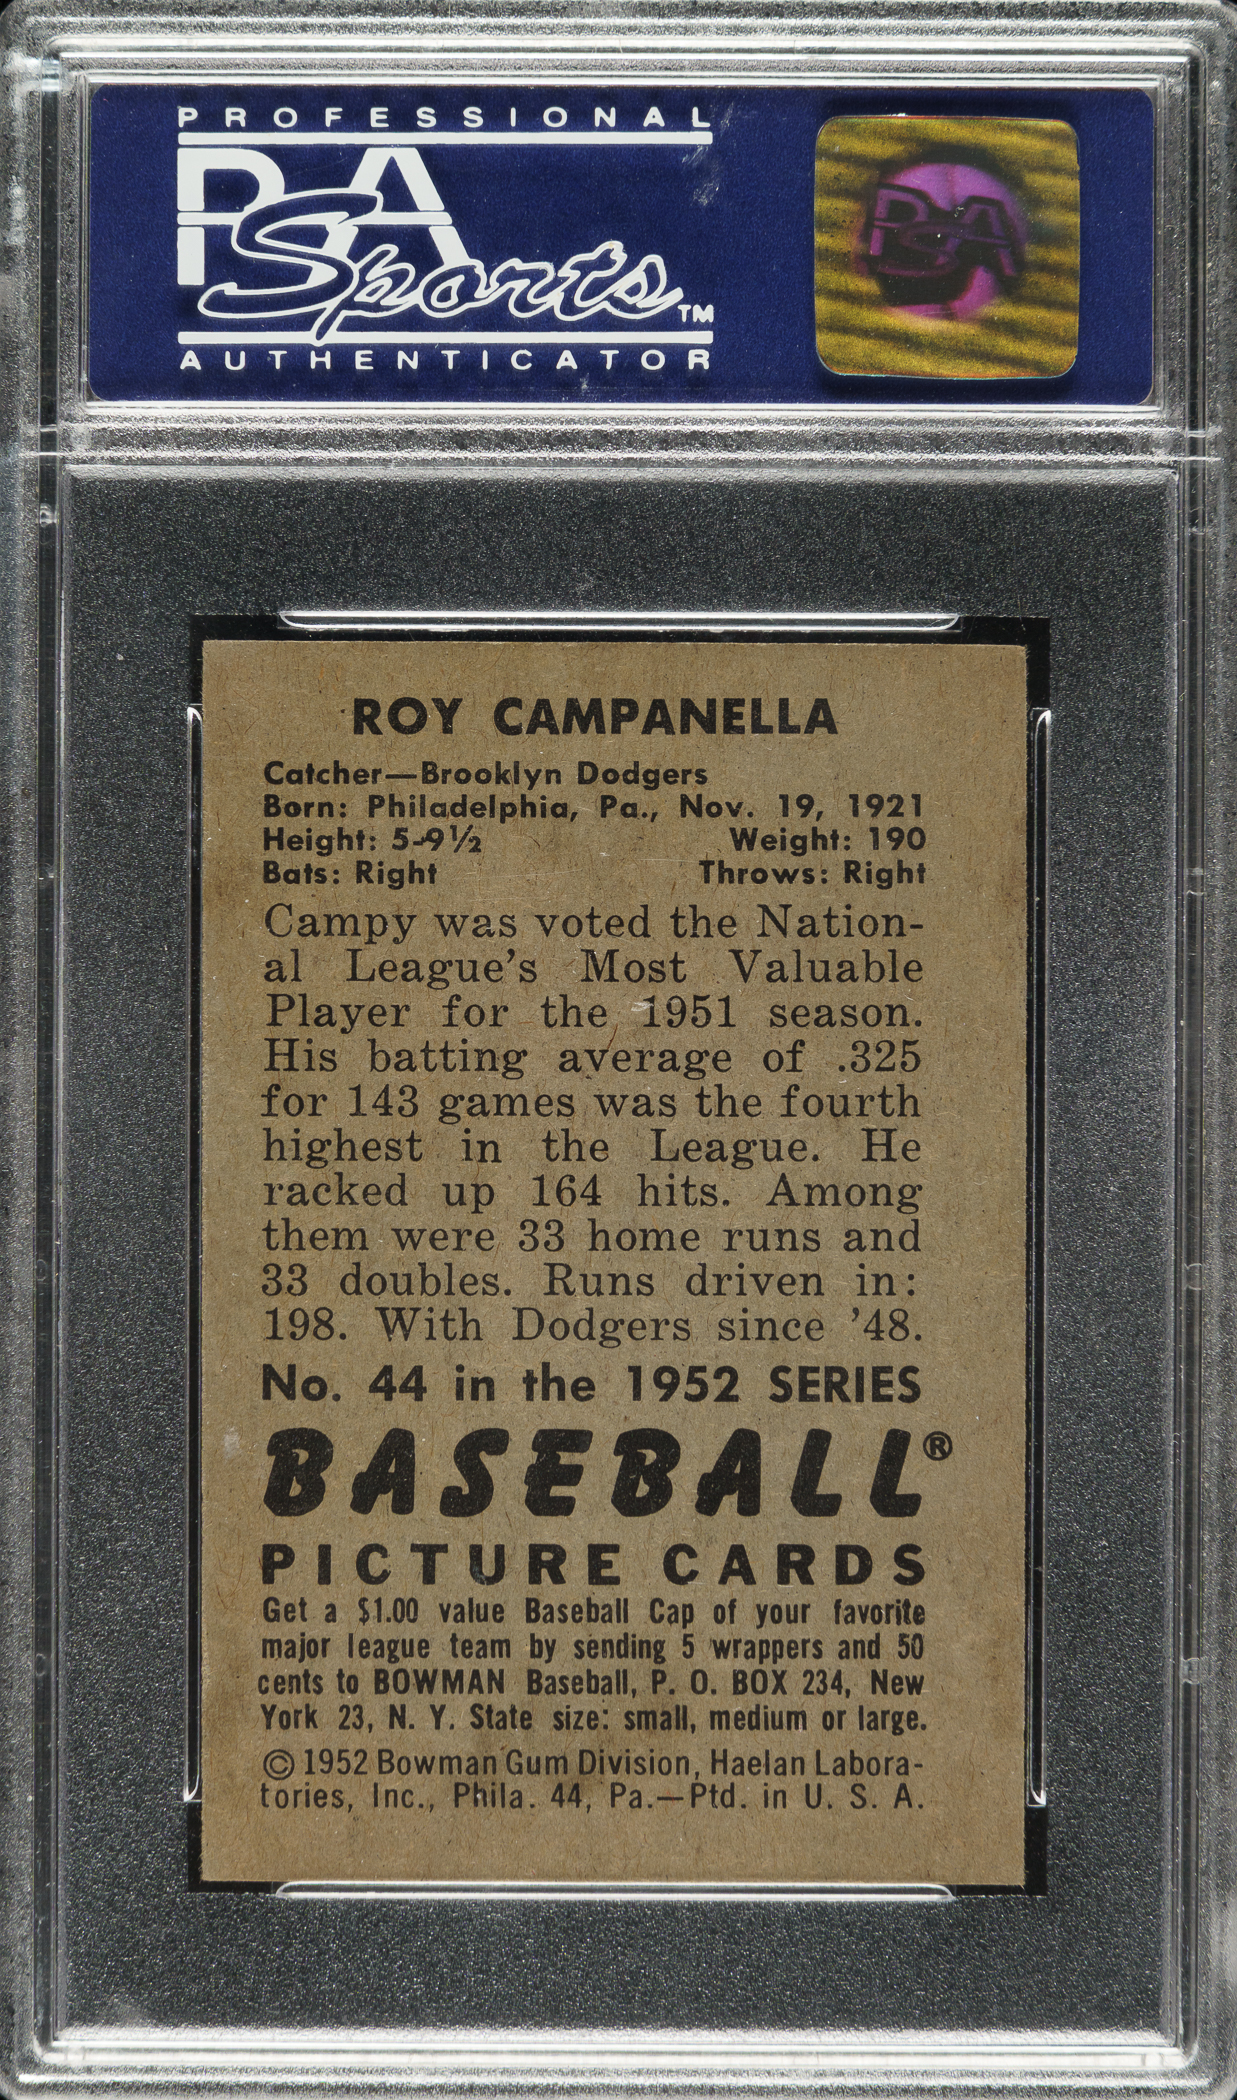 PROFESSIONAL
PSA
Sports™
AUTHENTICATOR
PSA
ROY CAMPANELLA
Catcher—Brooklyn Dodgers
Born: Philadelphia, Pa., Nov. 19, 1921
Height: 5-9½ Weight: 190
Bats: Right Throws: Right
Campy was voted the Nation-
al League's Most Valuable
Player for the 1951 season.
His batting average of .325
for 143 games was the fourth
highest in the League. He
racked up 164 hits. Among
them were 33 home runs and
33 doubles. Runs driven in:
198. With Dodgers since '48.
No. 44 in the 1952 SERIES
BASEBALL®
PICTURE CARDS
Get a $1.00 value Baseball Cap of your favorite
major league team by sending 5 wrappers and 50
cents to BOWMAN Baseball, P. O. BOX 234, New
York 23, N. Y. State size: small, medium or large.
© 1952 Bowman Gum Division, Haelan Labora-
tories, Inc., Phila. 44, Pa.—Ptd. in U. S. A.